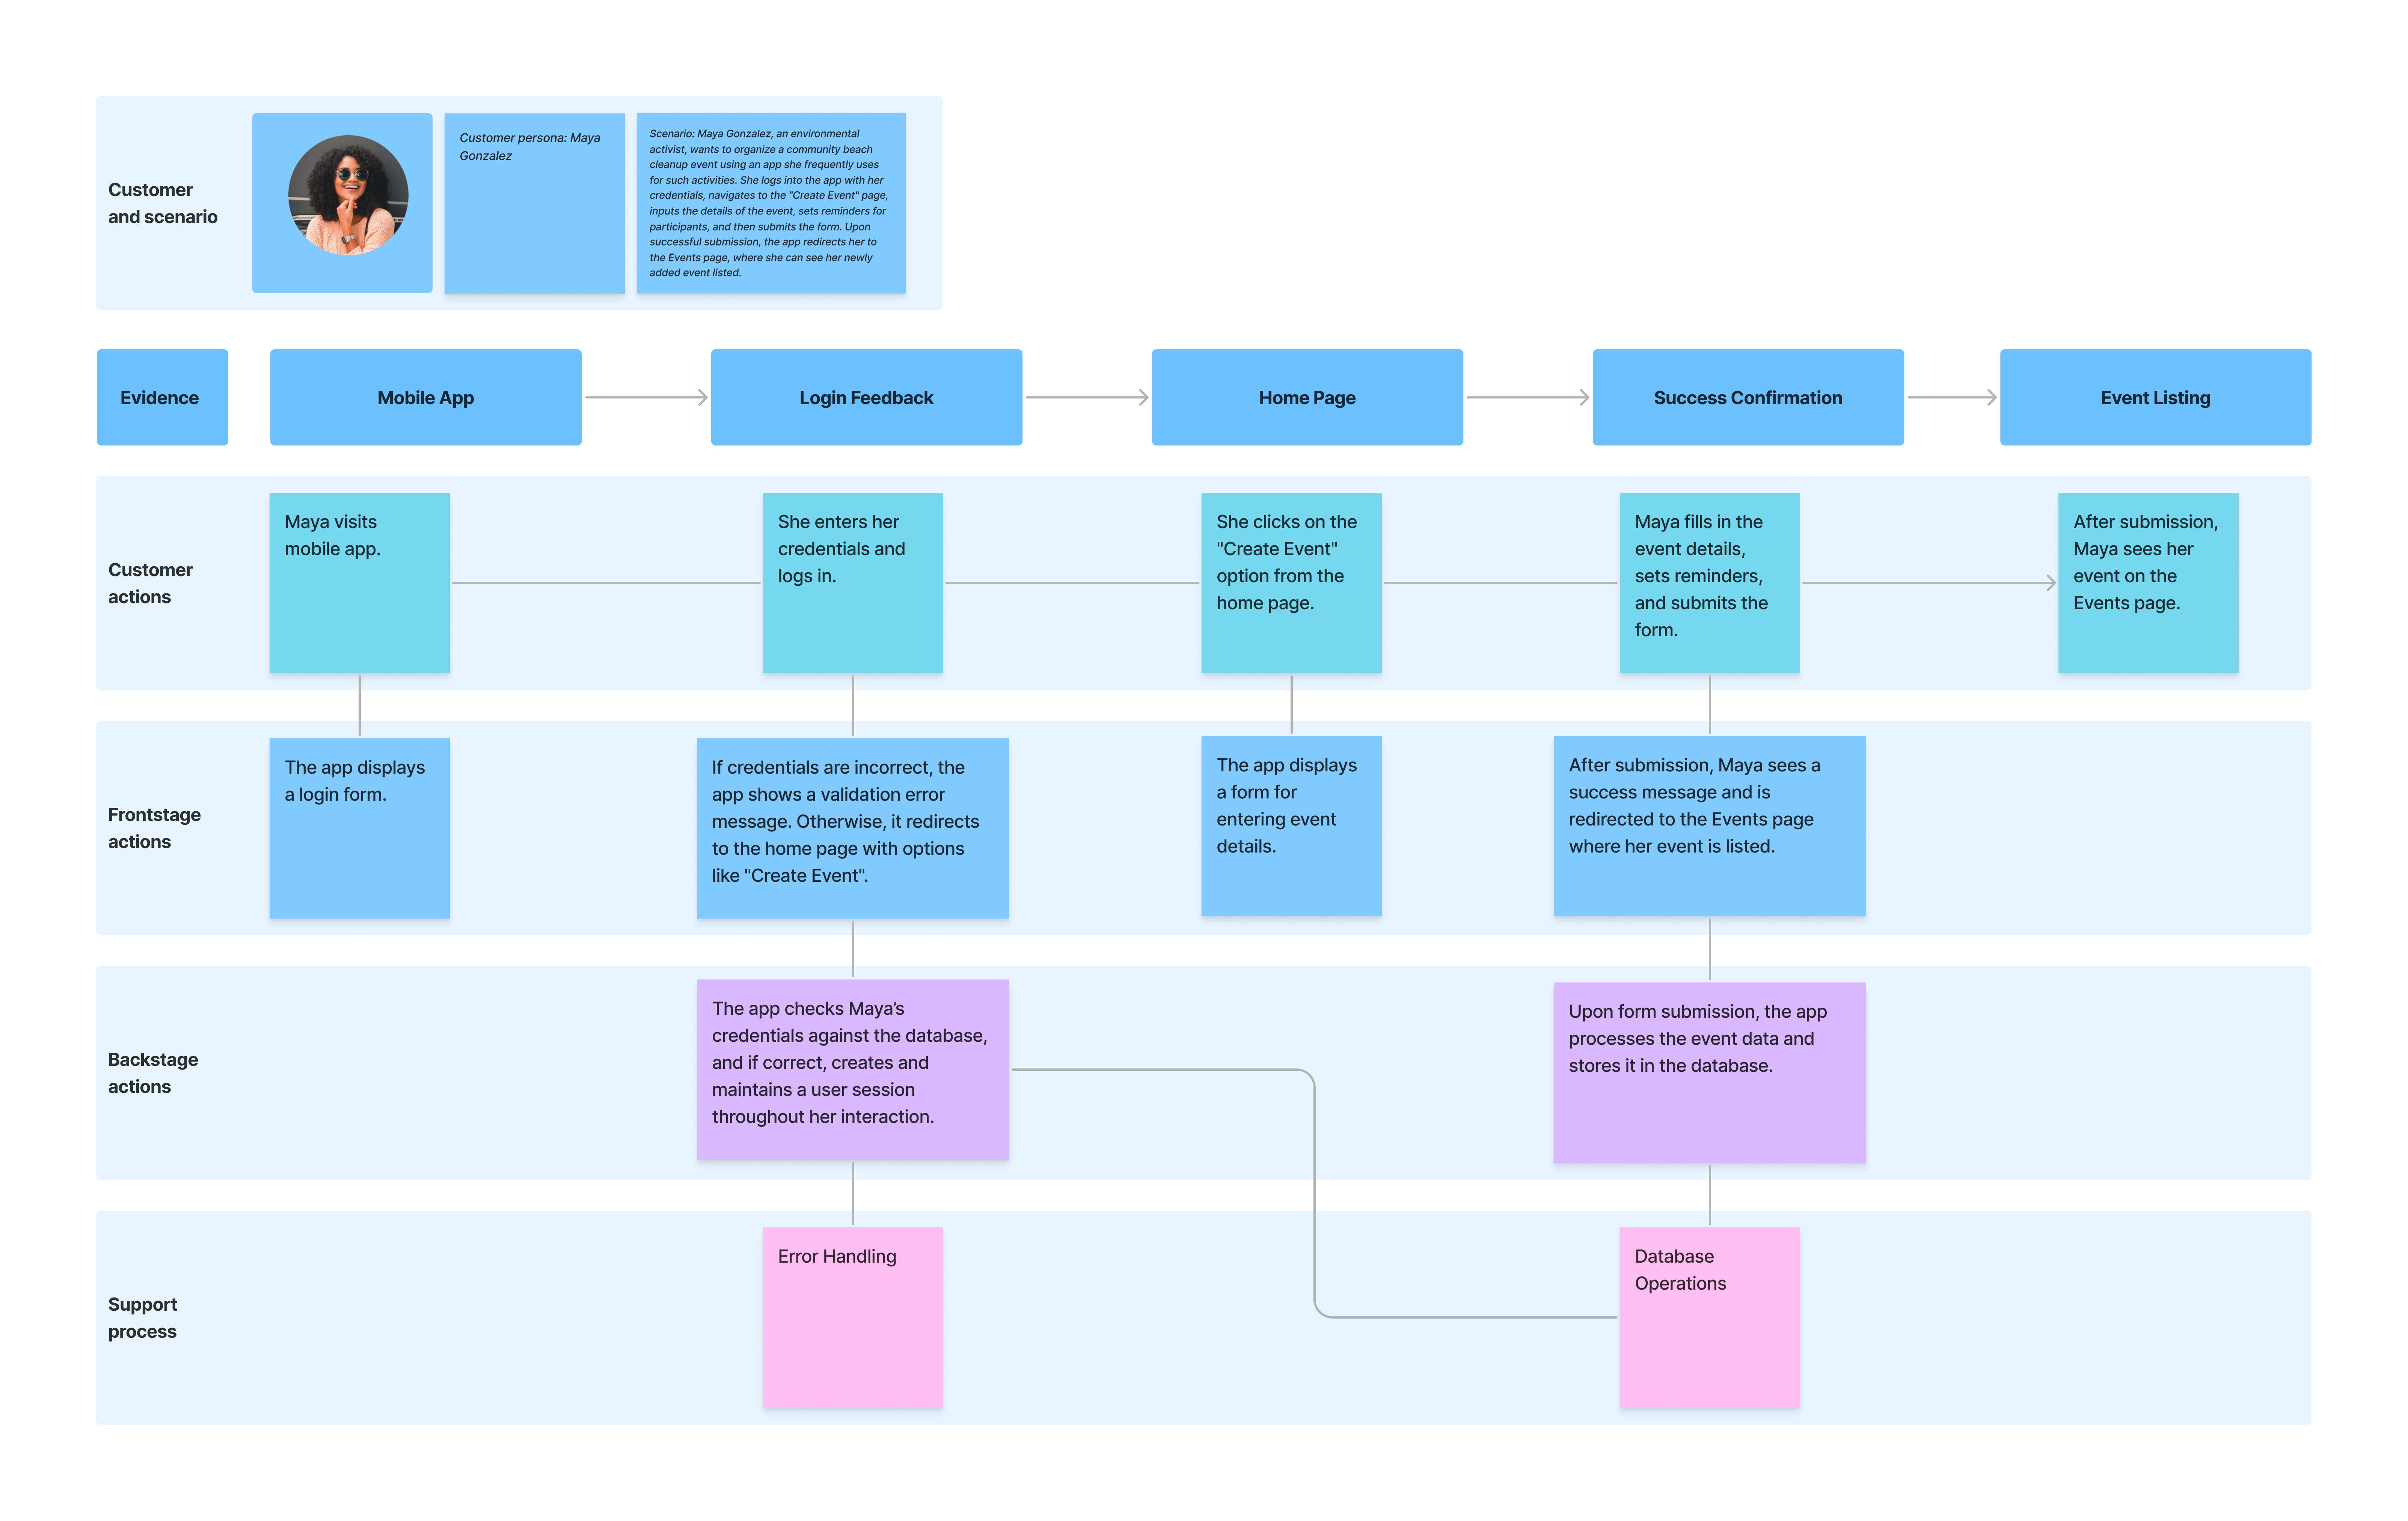 Customer
and scenario
Customer persona: Maya
Gonzalez
Scenario: Maya Gonzalez, an environmental
activist, wants to organize a community beach
cleanup event using an app she frequently uses
for such activities. She logs into the app with her
credentials, navigates to the "Create Event" page,
inputs the details of the event, sets reminders for
participants, and then submits the form. Upon
successful submission, the app redirects her to
the Events page, where she can see her newly
added event listed.
Evidence
Mobile App
Login Feedback
Home Page
Success Confirmation
Event Listing
Customer
actions
Maya visits
mobile app.
She enters her
credentials and
logs in.
She clicks on the
"Create Event"
option from the
home page.
Maya fills in the
event details,
sets reminders,
and submits the
form.
After submission,
Maya sees her
event on the
Events page.
Frontstage
actions
The app displays
a login form.
If credentials are incorrect, the
app shows a validation error
message. Otherwise, it redirects
to the home page with options
like "Create Event".
The app displays
a form for
entering event
details.
After submission, Maya sees a
success message and is
redirected to the Events page
where her event is listed.
Backstage
actions
The app checks Maya’s
credentials against the database,
and if correct, creates and
maintains a user session
throughout her interaction.
Upon form submission, the app
processes the event data and
stores it in the database.
Support
process
Error Handling
Database
Operations